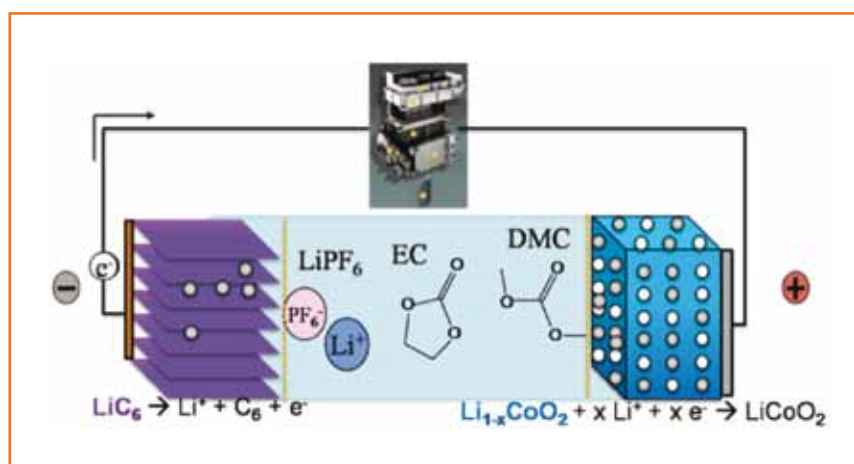 LiPF₆ EC DMC
e⁻
−
PF₆⁻
Li⁺
+
O
O O
O
O
O
LiC₆ → Li⁺ + C₆ + e⁻
Li₁₋ₓCoO₂ + x Li⁺ + x e⁻ → LiCoO₂